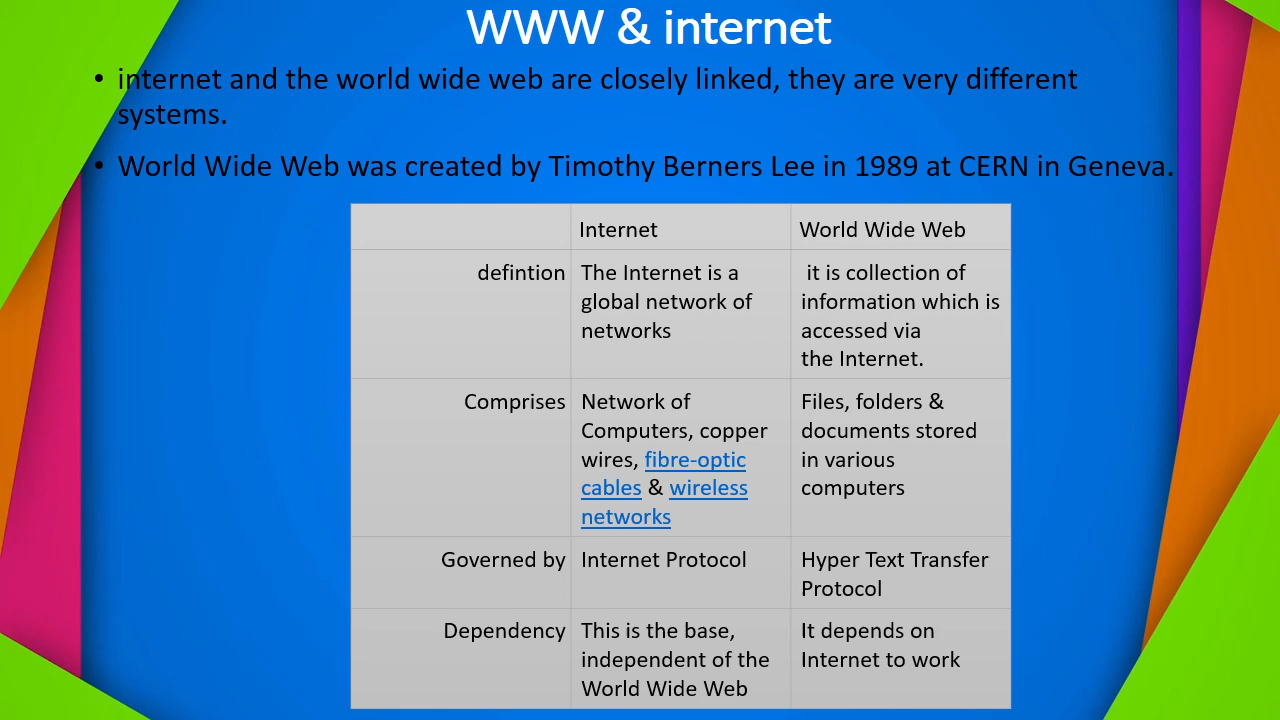 WWW & internet
• internet and the world wide web are closely linked, they are very different
systems.
• World Wide Web was created by Timothy Berners Lee in 1989 at CERN in Geneva.
Internet
World Wide Web
defintion
The Internet is a
global network of
networks
it is collection of
information which is
accessed via
the Internet.
Comprises
Network of
Computers, copper
wires, fibre-optic
cables & wireless
networks
Files, folders &
documents stored
in various
computers
Governed by
Internet Protocol
Hyper Text Transfer
Protocol
Dependency
This is the base,
independent of the
World Wide Web
It depends on
Internet to work